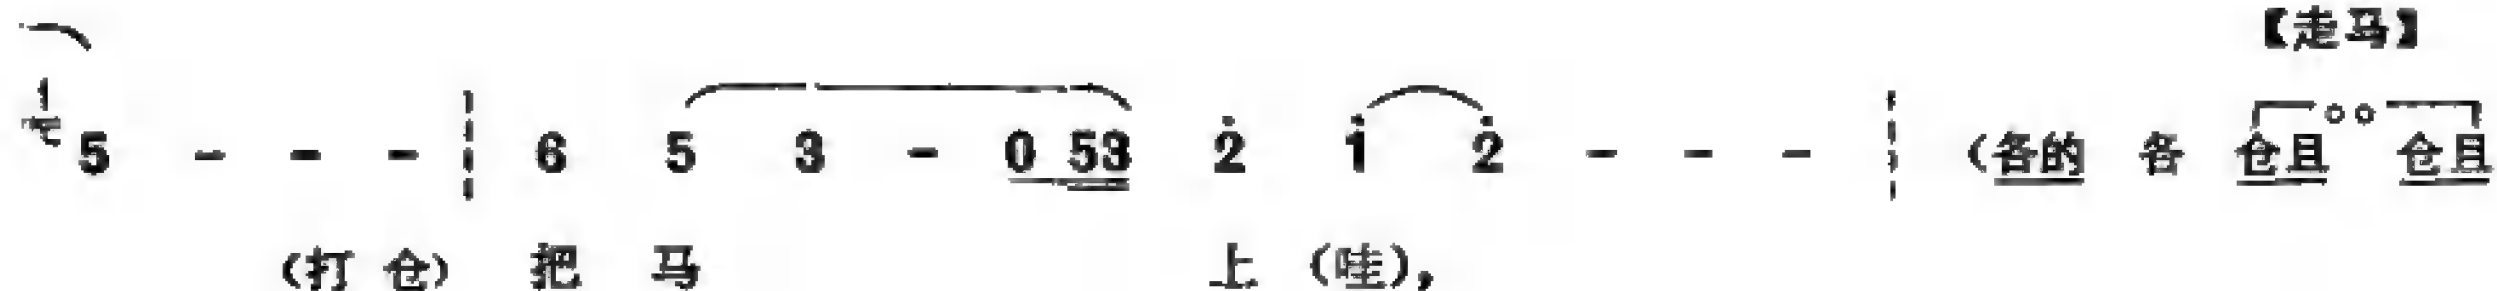 【走马】
5 - - - ¦ 6 5 3 - 0 53 2̇ 1̇ 2̇ - - - ¦ (各的 各 仓且 仓且
(打 仓) 把 马 上 (哇),